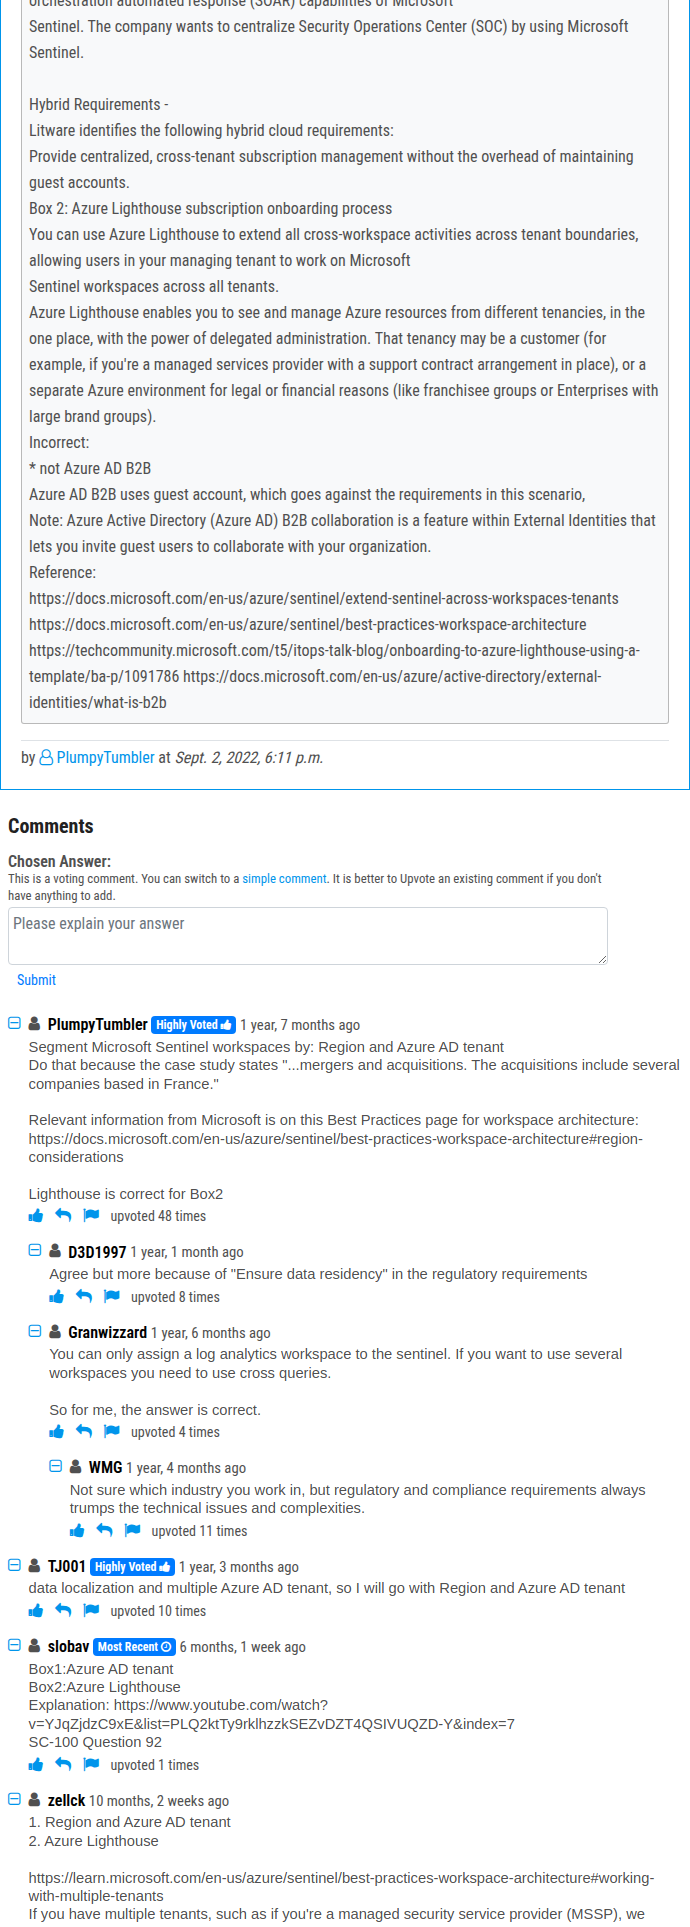 orchestration automated response (SOAR) capabilities of Microsoft
Sentinel. The company wants to centralize Security Operations Center (SOC) by using Microsoft
Sentinel.
Hybrid Requirements -
Litware identifies the following hybrid cloud requirements:
Provide centralized, cross-tenant subscription management without the overhead of maintaining
guest accounts.
Box 2: Azure Lighthouse subscription onboarding process
You can use Azure Lighthouse to extend all cross-workspace activities across tenant boundaries,
allowing users in your managing tenant to work on Microsoft
Sentinel workspaces across all tenants.
Azure Lighthouse enables you to see and manage Azure resources from different tenancies, in the
one place, with the power of delegated administration. That tenancy may be a customer (for
example, if you're a managed services provider with a support contract arrangement in place), or a
separate Azure environment for legal or financial reasons (like franchisee groups or Enterprises with
large brand groups).
Incorrect:
* not Azure AD B2B
Azure AD B2B uses guest account, which goes against the requirements in this scenario,
Note: Azure Active Directory (Azure AD) B2B collaboration is a feature within External Identities that
lets you invite guest users to collaborate with your organization.
Reference:
https://docs.microsoft.com/en-us/azure/sentinel/extend-sentinel-across-workspaces-tenants
https://docs.microsoft.com/en-us/azure/sentinel/best-practices-workspace-architecture
https://techcommunity.microsoft.com/t5/itops-talk-blog/onboarding-to-azure-lighthouse-using-a-
template/ba-p/1091786 https://docs.microsoft.com/en-us/azure/active-directory/external-
identities/what-is-b2b
by PlumpyTumbler at Sept. 2, 2022, 6:11 p.m.
Comments
Chosen Answer:
This is a voting comment. You can switch to a simple comment. It is better to Upvote an existing comment if you don't
have anything to add.
Please explain your answer
Submit
PlumpyTumbler Highly Voted 1 year, 7 months ago
Segment Microsoft Sentinel workspaces by: Region and Azure AD tenant
Do that because the case study states "...mergers and acquisitions. The acquisitions include several
companies based in France."
Relevant information from Microsoft is on this Best Practices page for workspace architecture:
https://docs.microsoft.com/en-us/azure/sentinel/best-practices-workspace-architecture#region-
considerations
Lighthouse is correct for Box2
upvoted 48 times
D3D1997 1 year, 1 month ago
Agree but more because of "Ensure data residency" in the regulatory requirements
upvoted 8 times
Granwizzard 1 year, 6 months ago
You can only assign a log analytics workspace to the sentinel. If you want to use several
workspaces you need to use cross queries.
So for me, the answer is correct.
upvoted 4 times
WMG 1 year, 4 months ago
Not sure which industry you work in, but regulatory and compliance requirements always
trumps the technical issues and complexities.
upvoted 11 times
TJ001 Highly Voted 1 year, 3 months ago
data localization and multiple Azure AD tenant, so I will go with Region and Azure AD tenant
upvoted 10 times
slobav Most Recent 6 months, 1 week ago
Box1:Azure AD tenant
Box2:Azure Lighthouse
Explanation: https://www.youtube.com/watch?
v=YJqZjdzC9xE&list=PLQ2ktTy9rklhzzkSEZvDZT4QSIVUQZD-Y&index=7
SC-100 Question 92
upvoted 1 times
zellck 10 months, 2 weeks ago
1. Region and Azure AD tenant
2. Azure Lighthouse
https://learn.microsoft.com/en-us/azure/sentinel/best-practices-workspace-architecture#working-
with-multiple-tenants
If you have multiple tenants, such as if you're a managed security service provider (MSSP), we